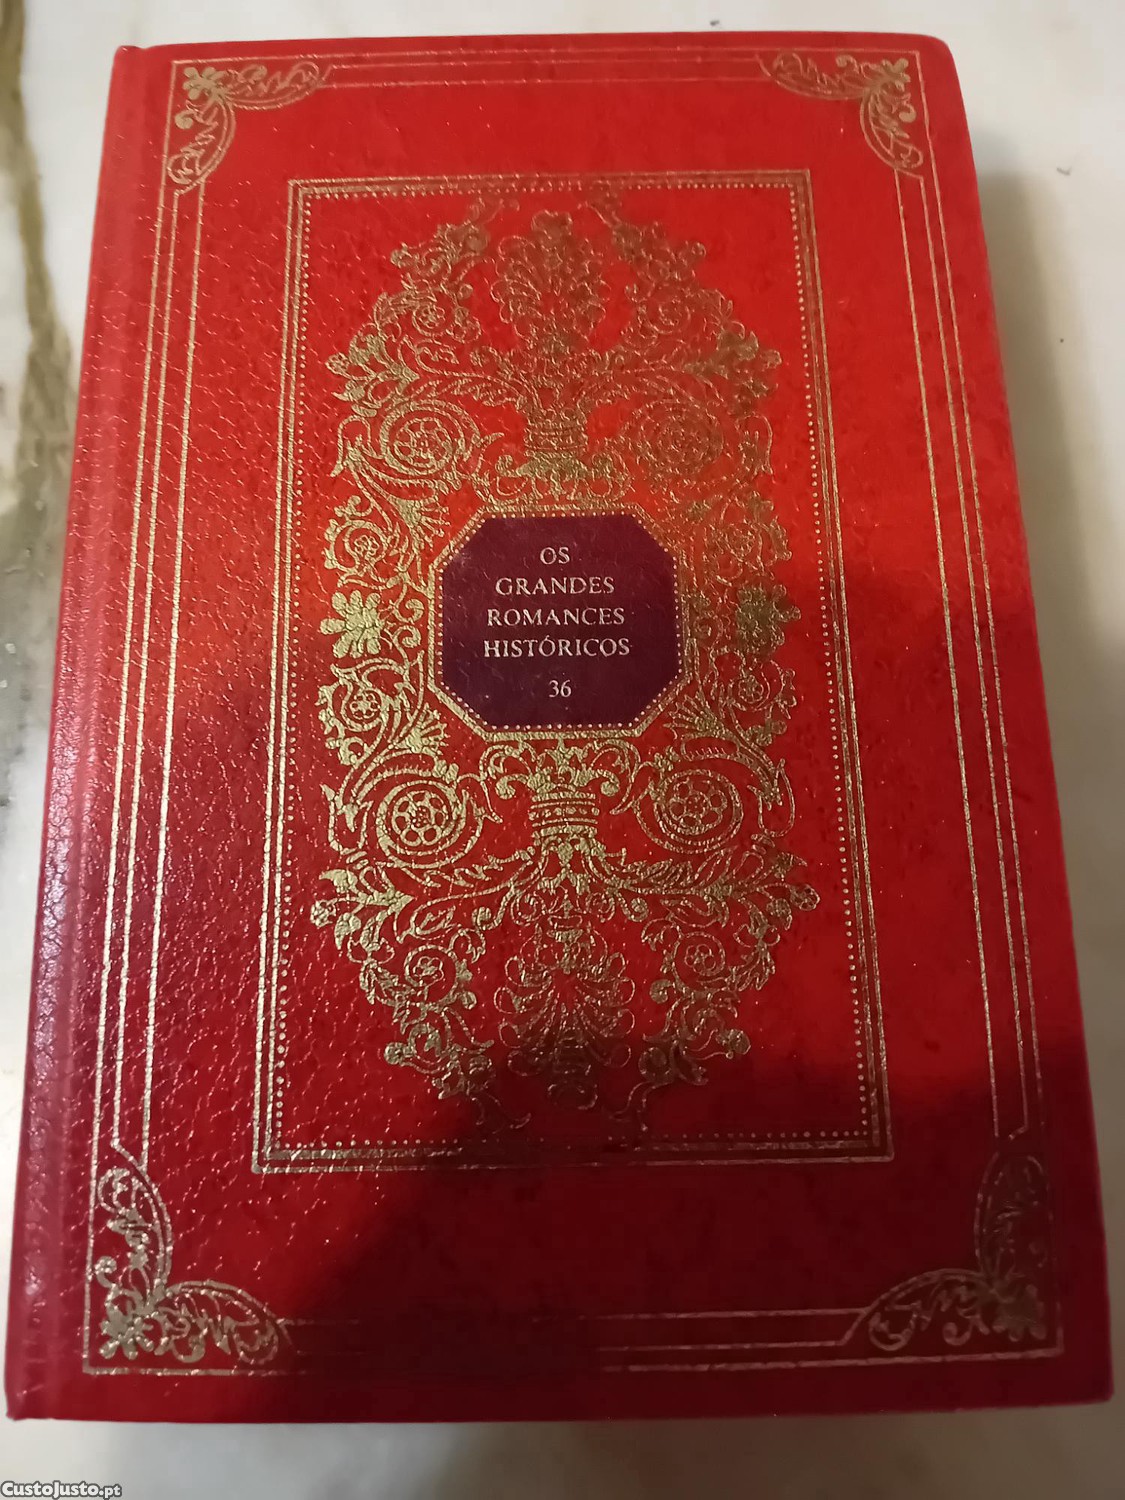 OS
GRANDES
ROMANCES
HISTÓRICOS
36
CustoJusto.pt